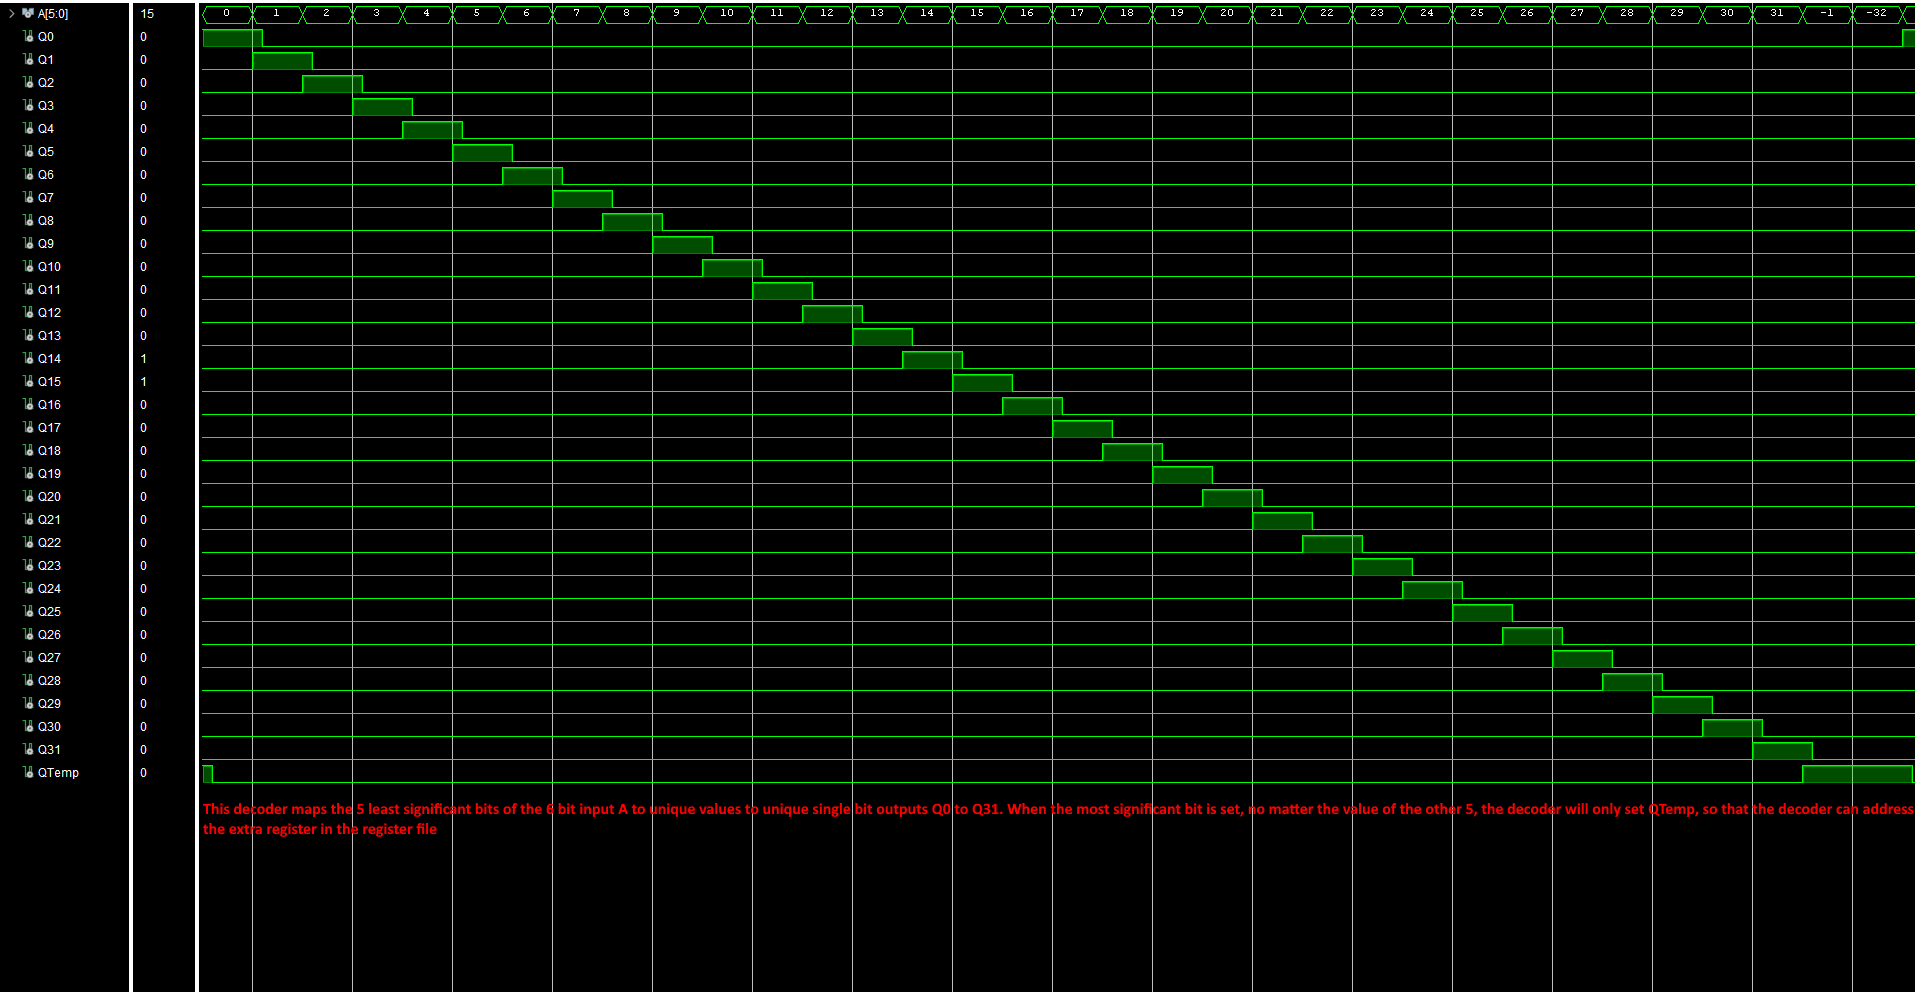 A[5:0] 15 0 1 2 3 4 5 6 7 8 9 10 11 12 13 14 15 16 17 18 19 20 21 22 23 24 25 26 27 28 29 30 31 -1 -32
Q0 0
Q1 0
Q2 0
Q3 0
Q4 0
Q5 0
Q6 0
Q7 0
Q8 0
Q9 0
Q10 0
Q11 0
Q12 0
Q13 0
Q14 1
Q15 1
Q16 0
Q17 0
Q18 0
Q19 0
Q20 0
Q21 0
Q22 0
Q23 0
Q24 0
Q25 0
Q26 0
Q27 0
Q28 0
Q29 0
Q30 0
Q31 0
QTemp 0
This decoder maps the 5 least significant bits of the 6 bit input A to unique values to unique single bit outputs Q0 to Q31. When the most significant bit is set, no matter the value of the other 5, the decoder will only set QTemp, so that the decoder can address
the extra register in the register file